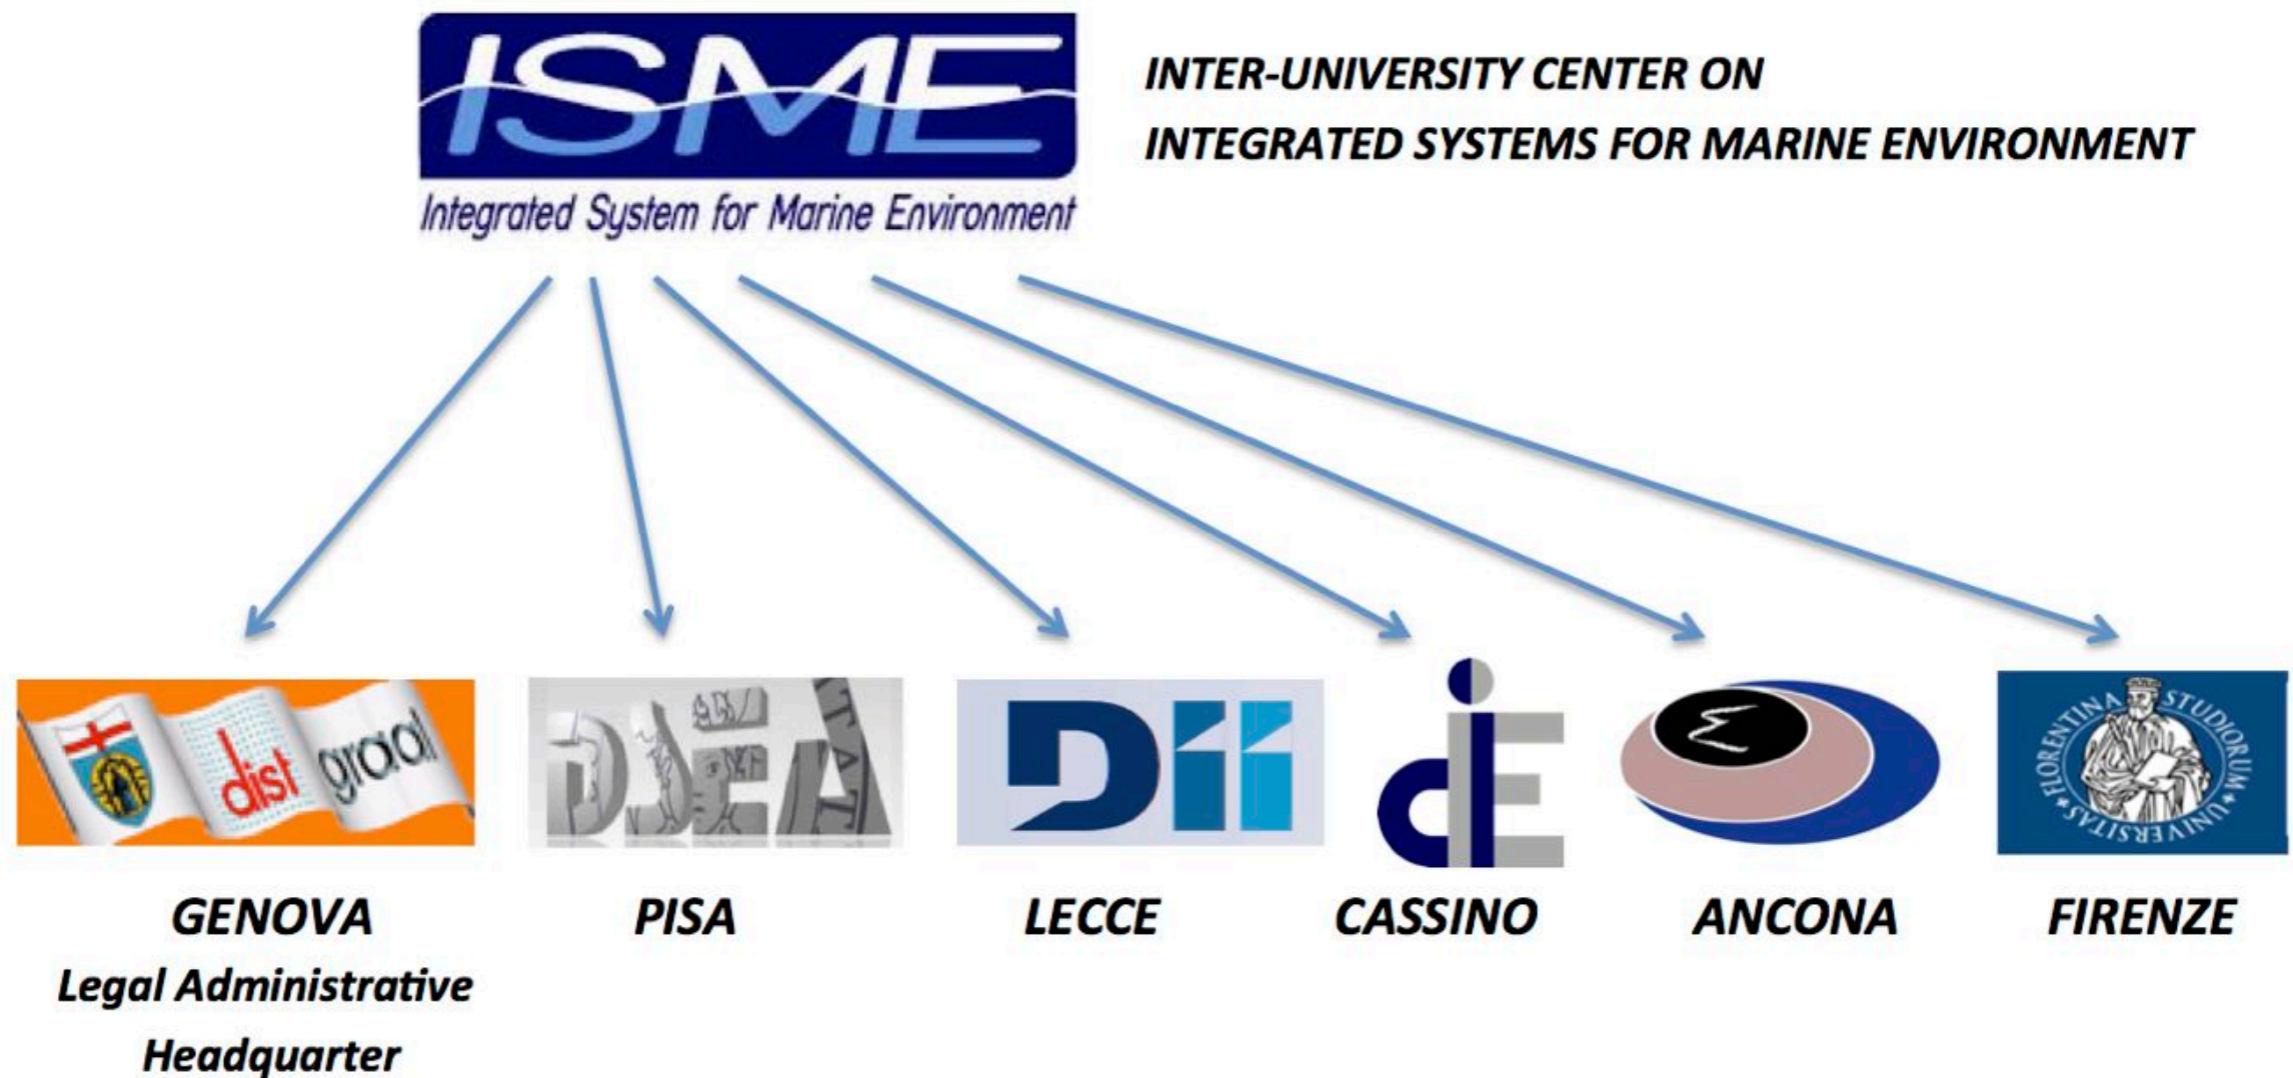 ISME
Integrated System for Marine Environment
INTER-UNIVERSITY CENTER ON
INTEGRATED SYSTEMS FOR MARINE ENVIRONMENT
dist
graal
DSEA
Dii
diE
FLORENTINA STUDIORUM UNIVERSITAS
GENOVA
PISA
LECCE
CASSINO
ANCONA
FIRENZE
Legal Administrative
Headquarter